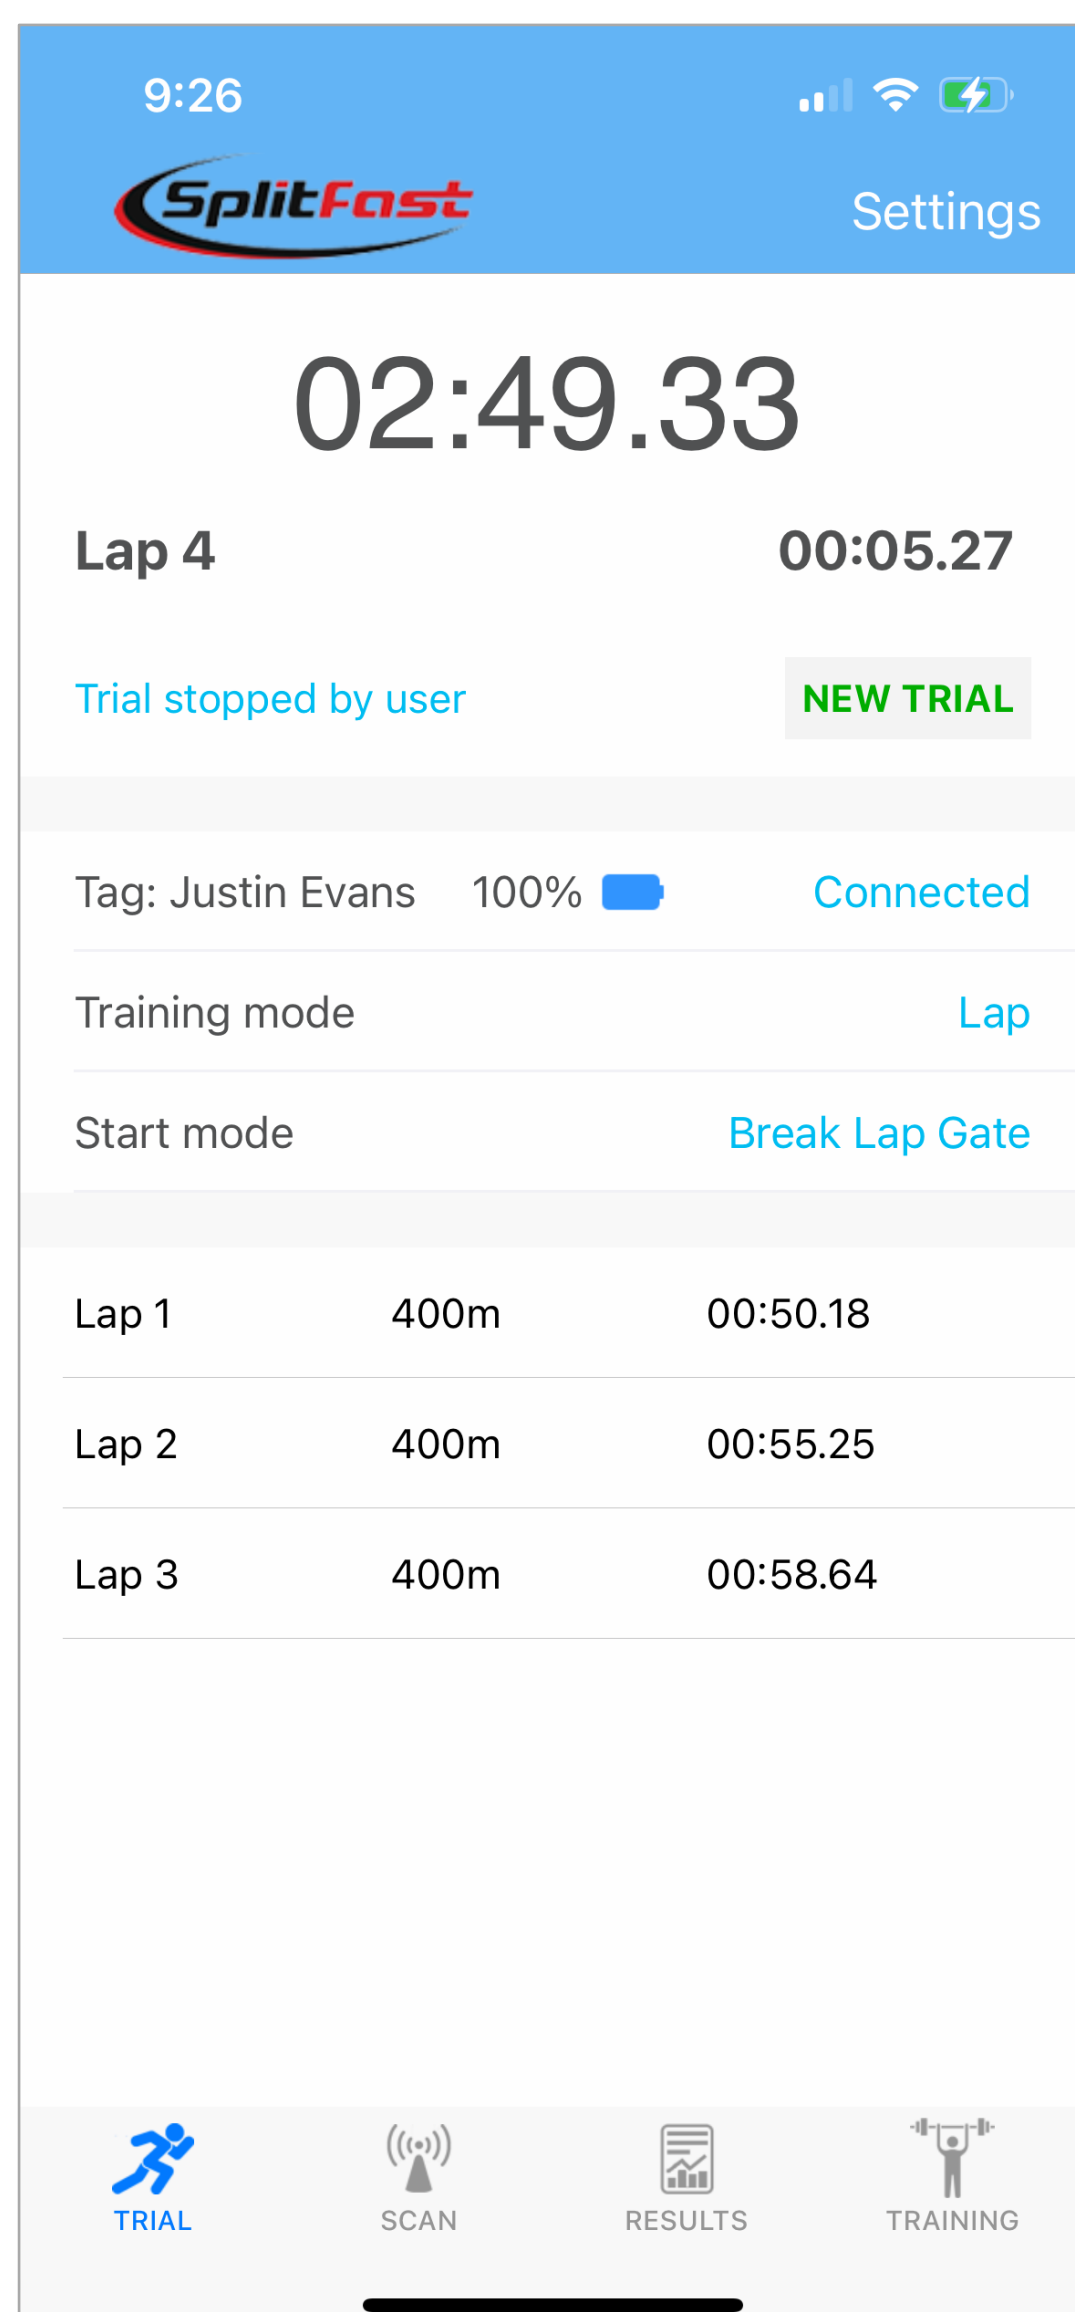 9:26
SplitFast
Settings
02:49.33
Lap 4 00:05.27
Trial stopped by user NEW TRIAL
Tag: Justin Evans 100% Connected
Training mode Lap
Start mode Break Lap Gate
Lap 1 400m 00:50.18
Lap 2 400m 00:55.25
Lap 3 400m 00:58.64
TRIAL SCAN RESULTS TRAINING